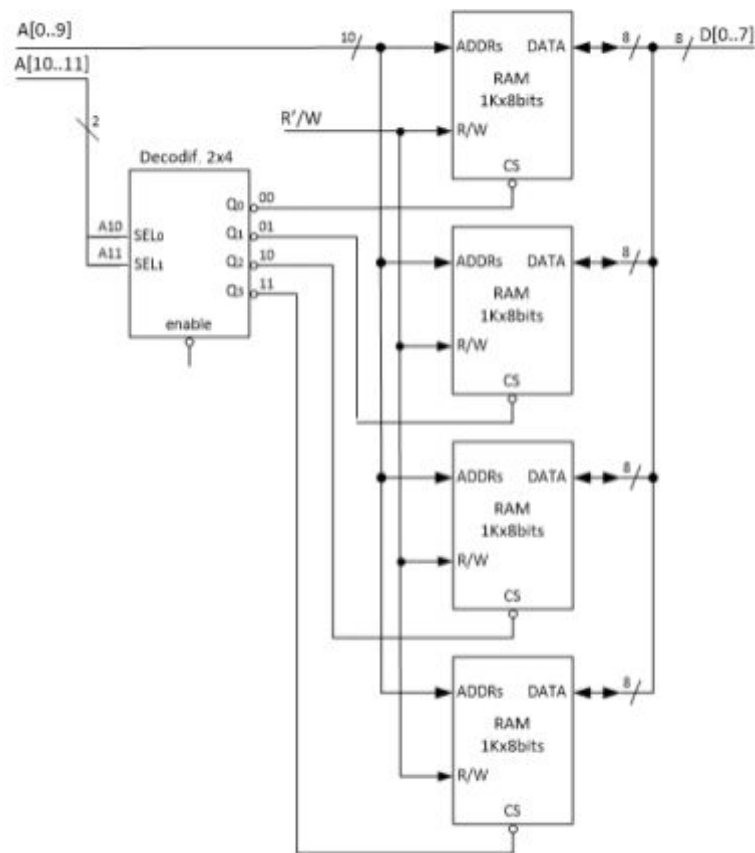 A[0..9]
A[10..11]
10
ADDRs DATA
8
8
D[0..7]
RAM
1Kx8bits
2
R'/W
R/W
Decodif. 2x4
CS
Q0 00
A10 SEL0
Q1 01
A11 SEL1
Q2 10
Q3 11
enable
ADDRs DATA
8
RAM
1Kx8bits
R/W
CS
ADDRs DATA
8
RAM
1Kx8bits
R/W
CS
ADDRs DATA
8
RAM
1Kx8bits
R/W
CS